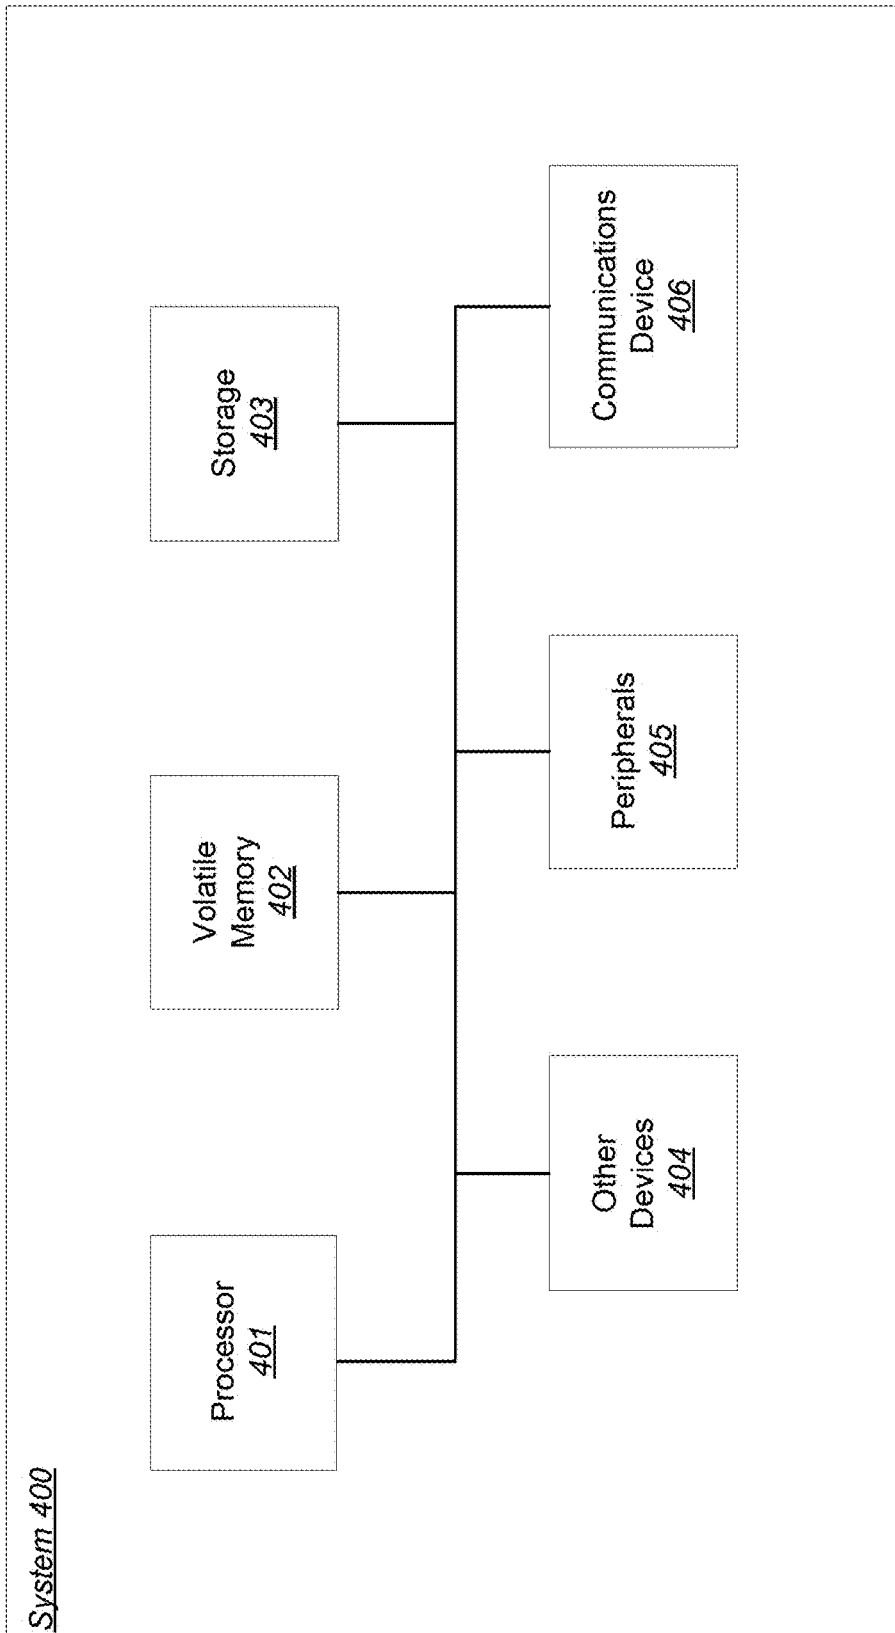 System 400
Processor
401
Volatile
Memory
402
Storage
403
Other
Devices
404
Peripherals
405
Communications
Device
406